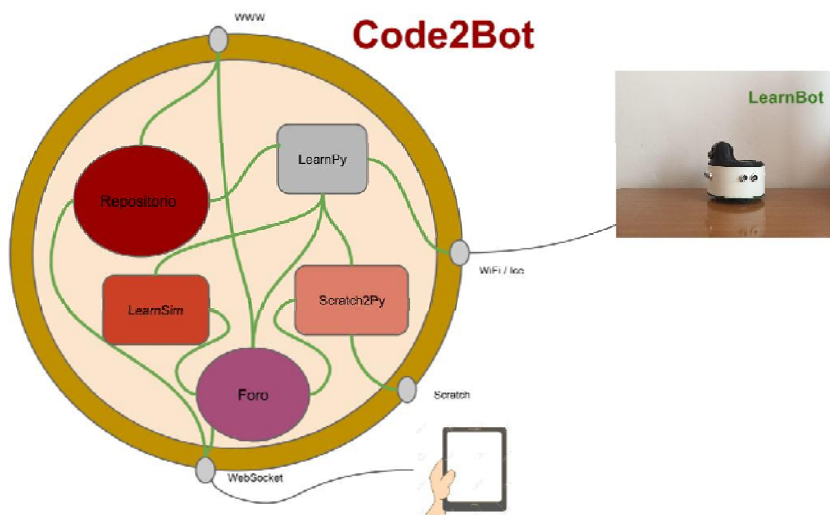 WWW
Code2Bot
LearnBot
LearnPy
Repositorio
WiFi / Ice
LearnSim
Scratch2Py
Foro
Scratch
WebSocket